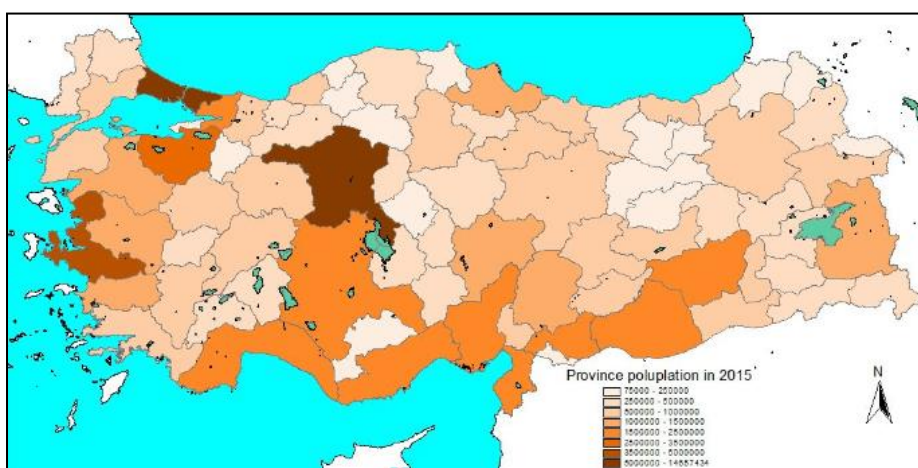 Province poluplation in 2015
N
75000 - 250000
250000 - 500000
500000 - 1000000
1000000 - 1500000
1500000 - 2500000
2500000 - 3500000
3500000 - 5000000
5000000 - 14657434